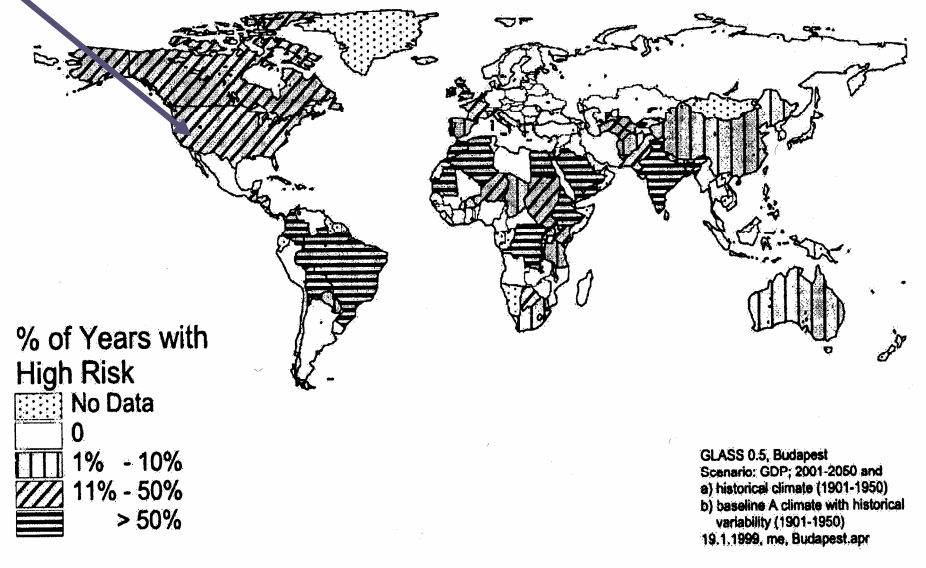 % of Years with
High Risk
No Data
0
1% - 10%
11% - 50%
> 50%
GLASS 0.5, Budapest
Scenario: GDP; 2001-2050 and
a) historical climate (1901-1950)
b) baseline A climate with historical
variability (1901-1950)
19.1.1999, me, Budapest.apr